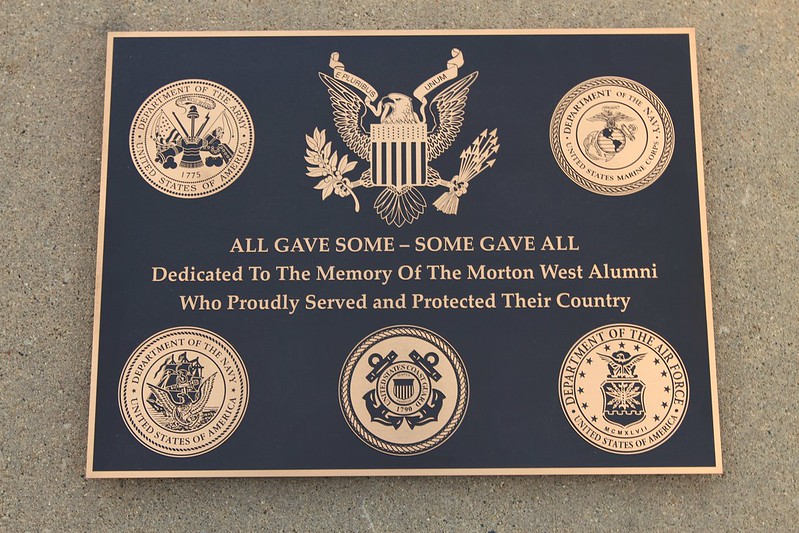 E PLURIBUS UNUM
DEPARTMENT OF THE ARMY
UNITED STATES OF AMERICA
1775
DEPARTMENT OF THE NAVY
UNITED STATES MARINE CORPS
ALL GAVE SOME – SOME GAVE ALL
Dedicated To The Memory Of The Morton West Alumni
Who Proudly Served and Protected Their Country
DEPARTMENT OF THE NAVY
UNITED STATES OF AMERICA
UNITED STATES COAST GUARD
1790
DEPARTMENT OF THE AIR FORCE
MCMXLVII
UNITED STATES OF AMERICA